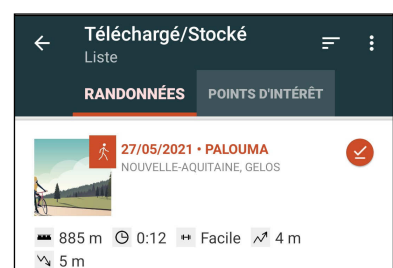 Téléchargé/Stocké
Liste
RANDONNÉES POINTS D'INTÉRÊT
27/05/2021 • PALOUMA
NOUVELLE-AQUITAINE, GELOS
885 m 0:12 Facile 4 m
5 m